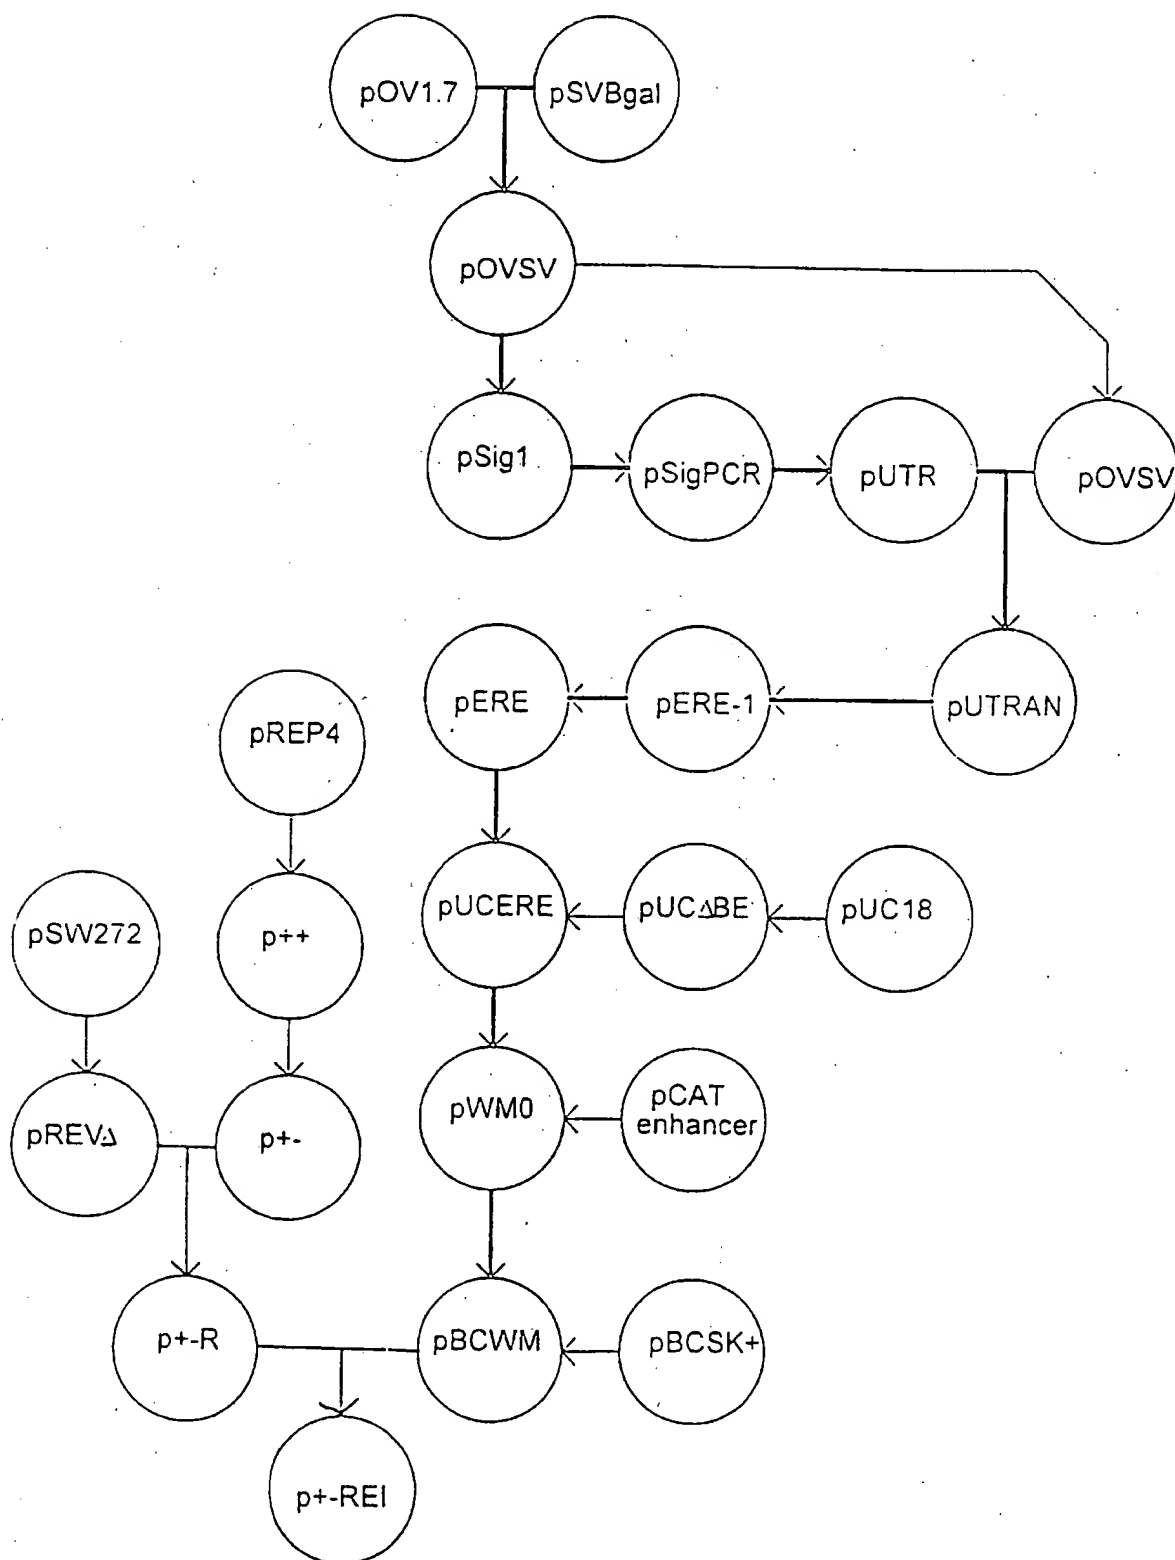 pOV1.7
pSVBgal
pOVSV
pSig1
pSigPCR
pUTR
pOVSV
pERE
pERE-1
pUTRAN
pREP4
pUCERE
pUCΔBE
pUC18
pSW272
p++
pWM0
pCAT
enhancer
pREVΔ
p+-
p+-R
pBCWM
pBCSK+
p+-REI